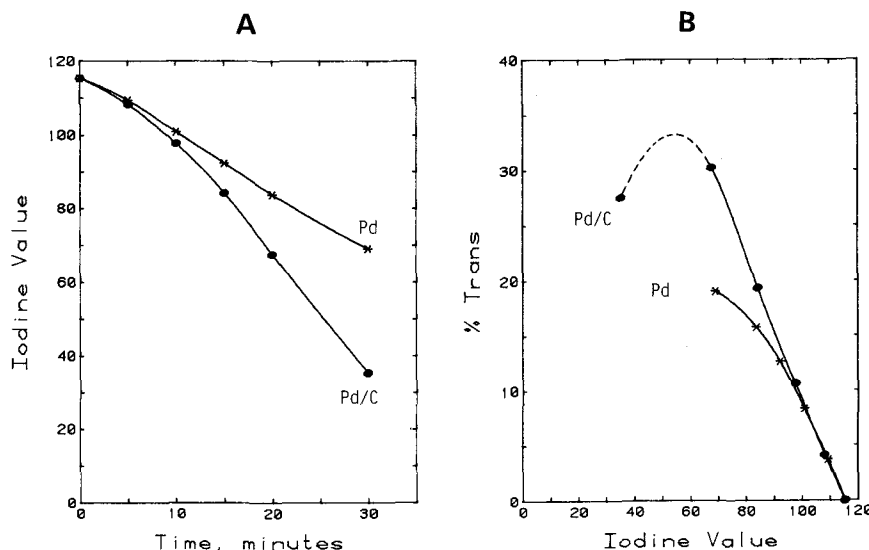 A
Iodine Value
120
100
80
60
40
20
0
Pd
Pd/C
0 10 20 30
Time, minutes
B
% Trans
40
30
20
10
0
Pd/C
Pd
0 20 40 60 80 100 120
Iodine Value